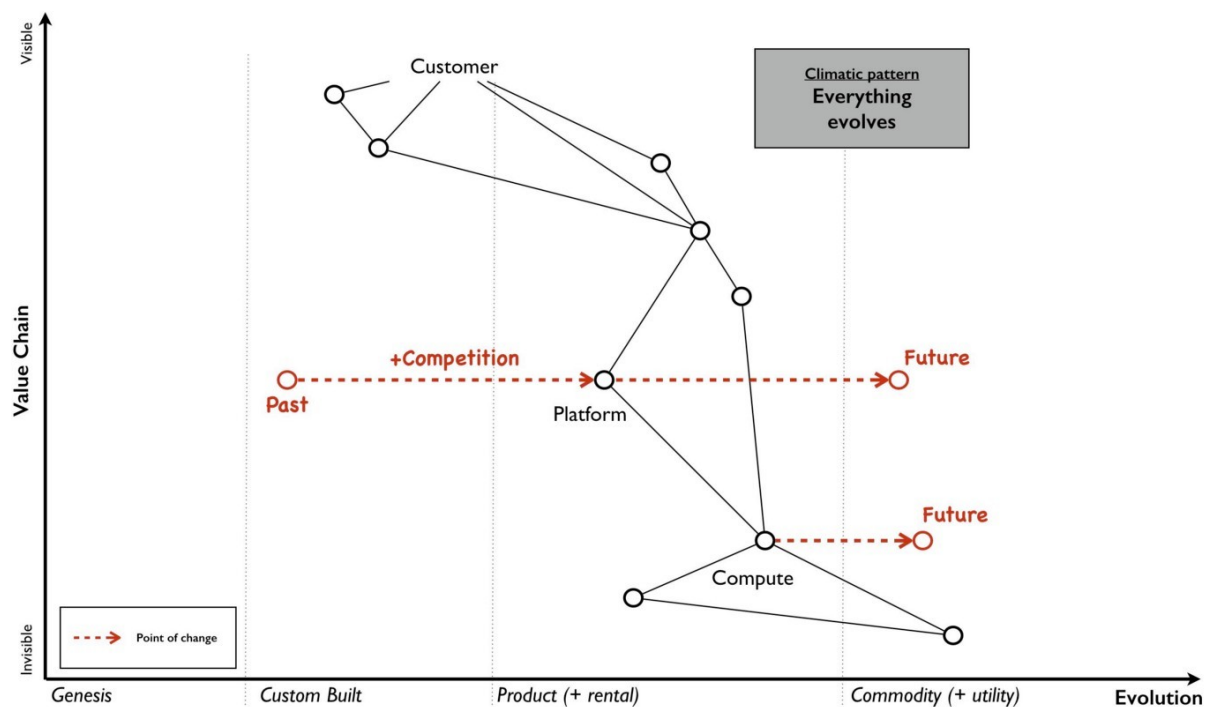 Visible
Customer
Climatic pattern
Everything
evolves
Value Chain
+Competition
Future
Past
Platform
Future
Compute
Point of change
Invisible
Genesis
Custom Built
Product (+ rental)
Commodity (+ utility)
Evolution